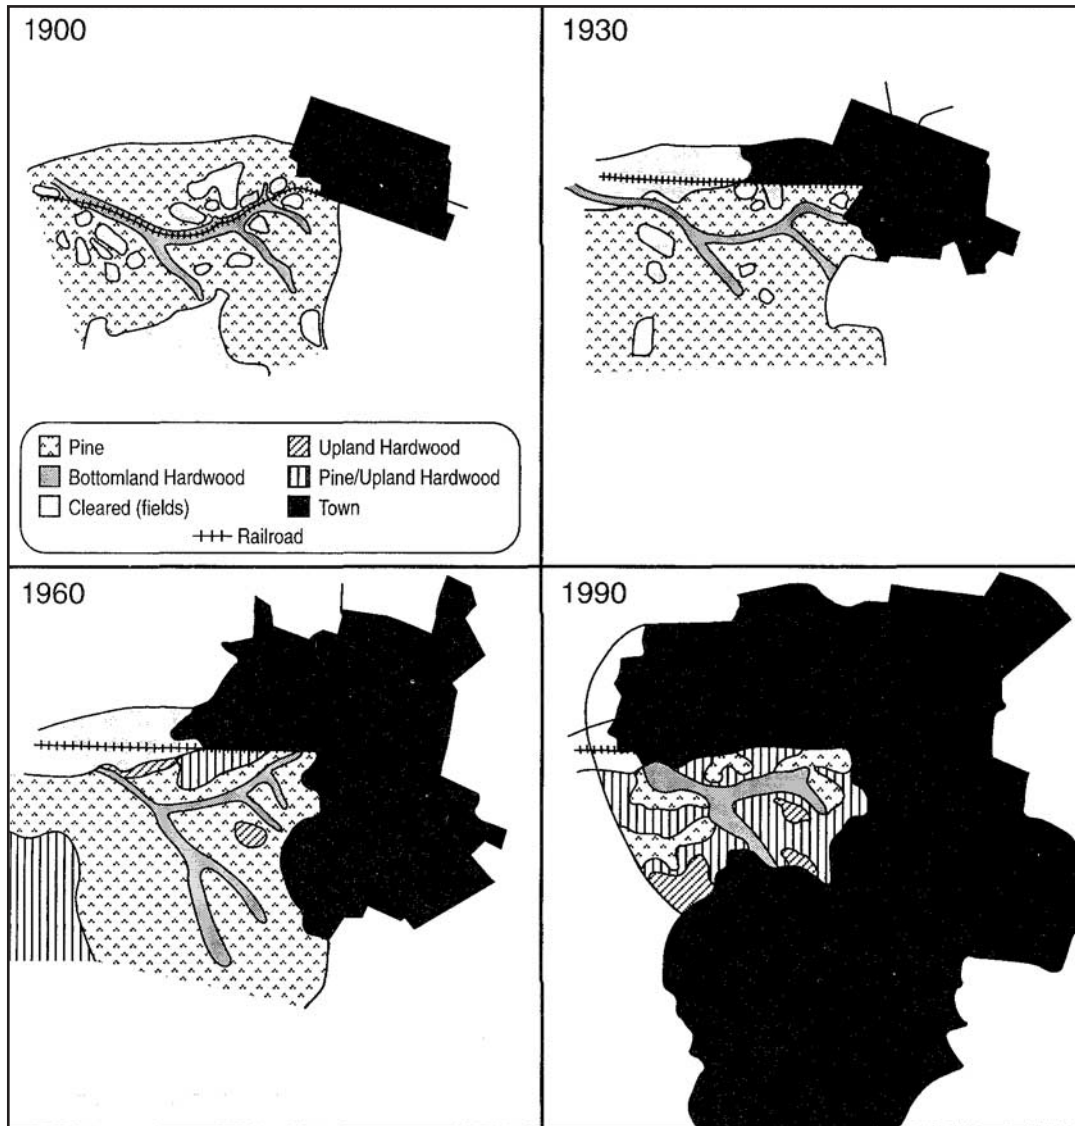 1900
1930
Pine
Upland Hardwood
Bottomland Hardwood
Pine/Upland Hardwood
Cleared (fields)
Town
Railroad
1960
1990